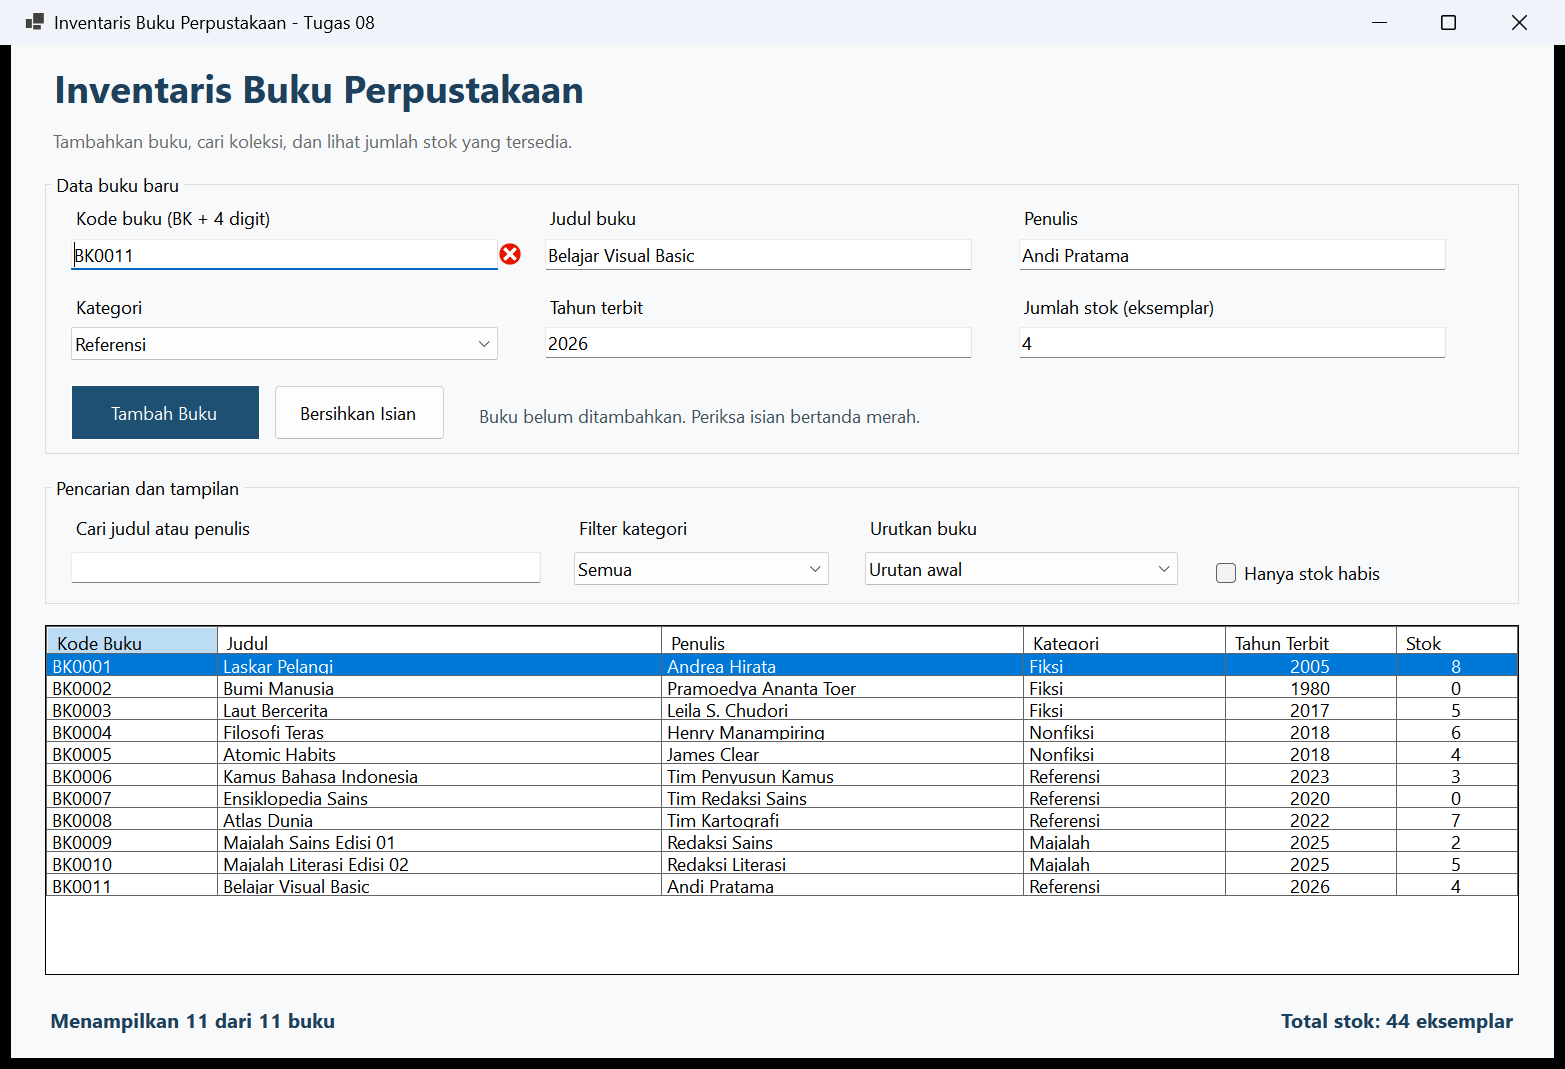 Inventaris Buku Perpustakaan - Tugas 08
Inventaris Buku Perpustakaan
Tambahkan buku, cari koleksi, dan lihat jumlah stok yang tersedia.
Data buku baru
Kode buku (BK + 4 digit) Judul buku Penulis
BK0011 Belajar Visual Basic Andi Pratama
Kategori Tahun terbit Jumlah stok (eksemplar)
Referensi 2026 4
Tambah Buku Bersihkan Isian Buku belum ditambahkan. Periksa isian bertanda merah.
Pencarian dan tampilan
Cari judul atau penulis Filter kategori Urutkan buku
Semua Urutan awal Hanya stok habis
Kode Buku Judul Penulis Kategori Tahun Terbit Stok
BK0001 Laskar Pelangi Andrea Hirata Fiksi 2005 8
BK0002 Bumi Manusia Pramoedya Ananta Toer Fiksi 1980 0
BK0003 Laut Bercerita Leila S. Chudori Fiksi 2017 5
BK0004 Filosofi Teras Henry Manampiring Nonfiksi 2018 6
BK0005 Atomic Habits James Clear Nonfiksi 2018 4
BK0006 Kamus Bahasa Indonesia Tim Penyusun Kamus Referensi 2023 3
BK0007 Ensiklopedia Sains Tim Redaksi Sains Referensi 2020 0
BK0008 Atlas Dunia Tim Kartografi Referensi 2022 7
BK0009 Majalah Sains Edisi 01 Redaksi Sains Majalah 2025 2
BK0010 Majalah Literasi Edisi 02 Redaksi Literasi Majalah 2025 5
BK0011 Belajar Visual Basic Andi Pratama Referensi 2026 4
Menampilkan 11 dari 11 buku Total stok: 44 eksemplar